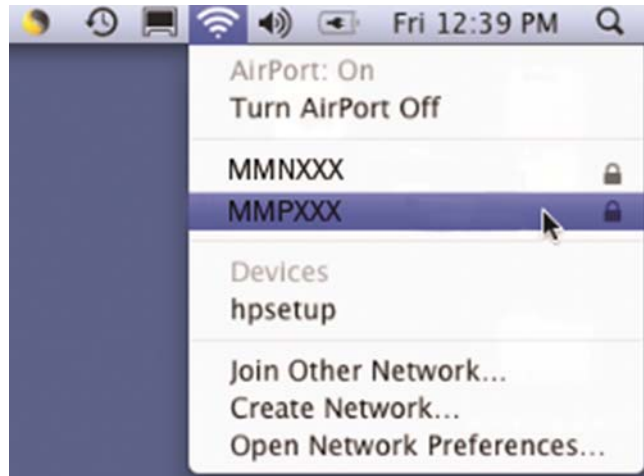 Fri 12:39 PM
AirPort: On
Turn AirPort Off
MMNXXX
MMPXXX
Devices
hpsetup
Join Other Network...
Create Network...
Open Network Preferences...